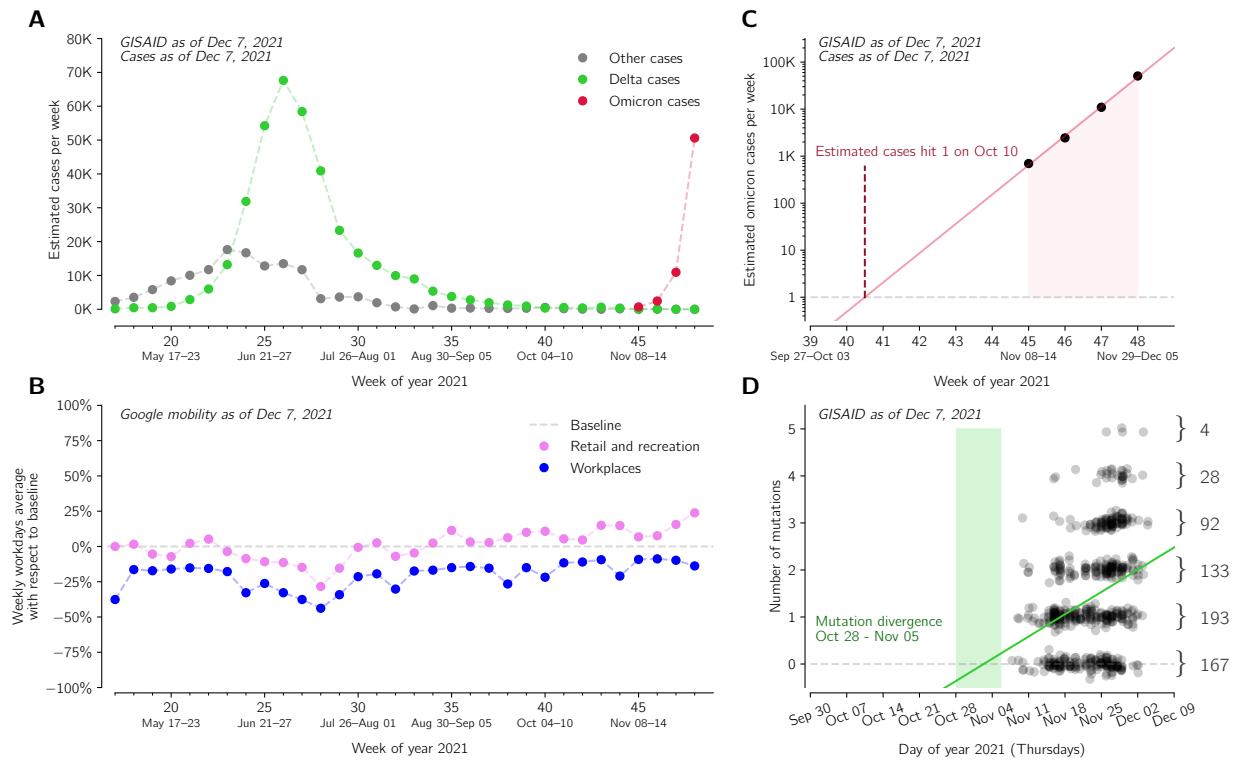 A
GISAID as of Dec 7, 2021
Cases as of Dec 7, 2021
Other cases
Delta cases
Omicron cases
Estimated cases per week
80K
70K
60K
50K
40K
30K
20K
10K
0K
20
25
30
35
40
45
May 17–23
Jun 21–27
Jul 26–Aug 01
Aug 30–Sep 05
Oct 04–10
Nov 08–14
Week of year 2021
C
GISAID as of Dec 7, 2021
Cases as of Dec 7, 2021
Estimated cases hit 1 on Oct 10
Estimated omicron cases per week
100K
10K
1K
100
10
1
39
40
41
42
43
44
45
46
47
48
Sep 27–Oct 03
Nov 08–14
Nov 29–Dec 05
Week of year 2021
B
Google mobility as of Dec 7, 2021
Baseline
Retail and recreation
Workplaces
Weekly workdays average
with respect to baseline
100%
75%
50%
25%
0%
−25%
−50%
−75%
−100%
20
25
30
35
40
45
May 17–23
Jun 21–27
Jul 26–Aug 01
Aug 30–Sep 05
Oct 04–10
Nov 08–14
Week of year 2021
D
GISAID as of Dec 7, 2021
Number of mutations
5
4
3
2
1
0
} 4
} 28
} 92
} 133
} 193
} 167
Mutation divergence
Oct 28 - Nov 05
Sep 30
Oct 07
Oct 14
Oct 21
Oct 28
Nov 04
Nov 11
Nov 18
Nov 25
Dec 02
Dec 09
Day of year 2021 (Thursdays)